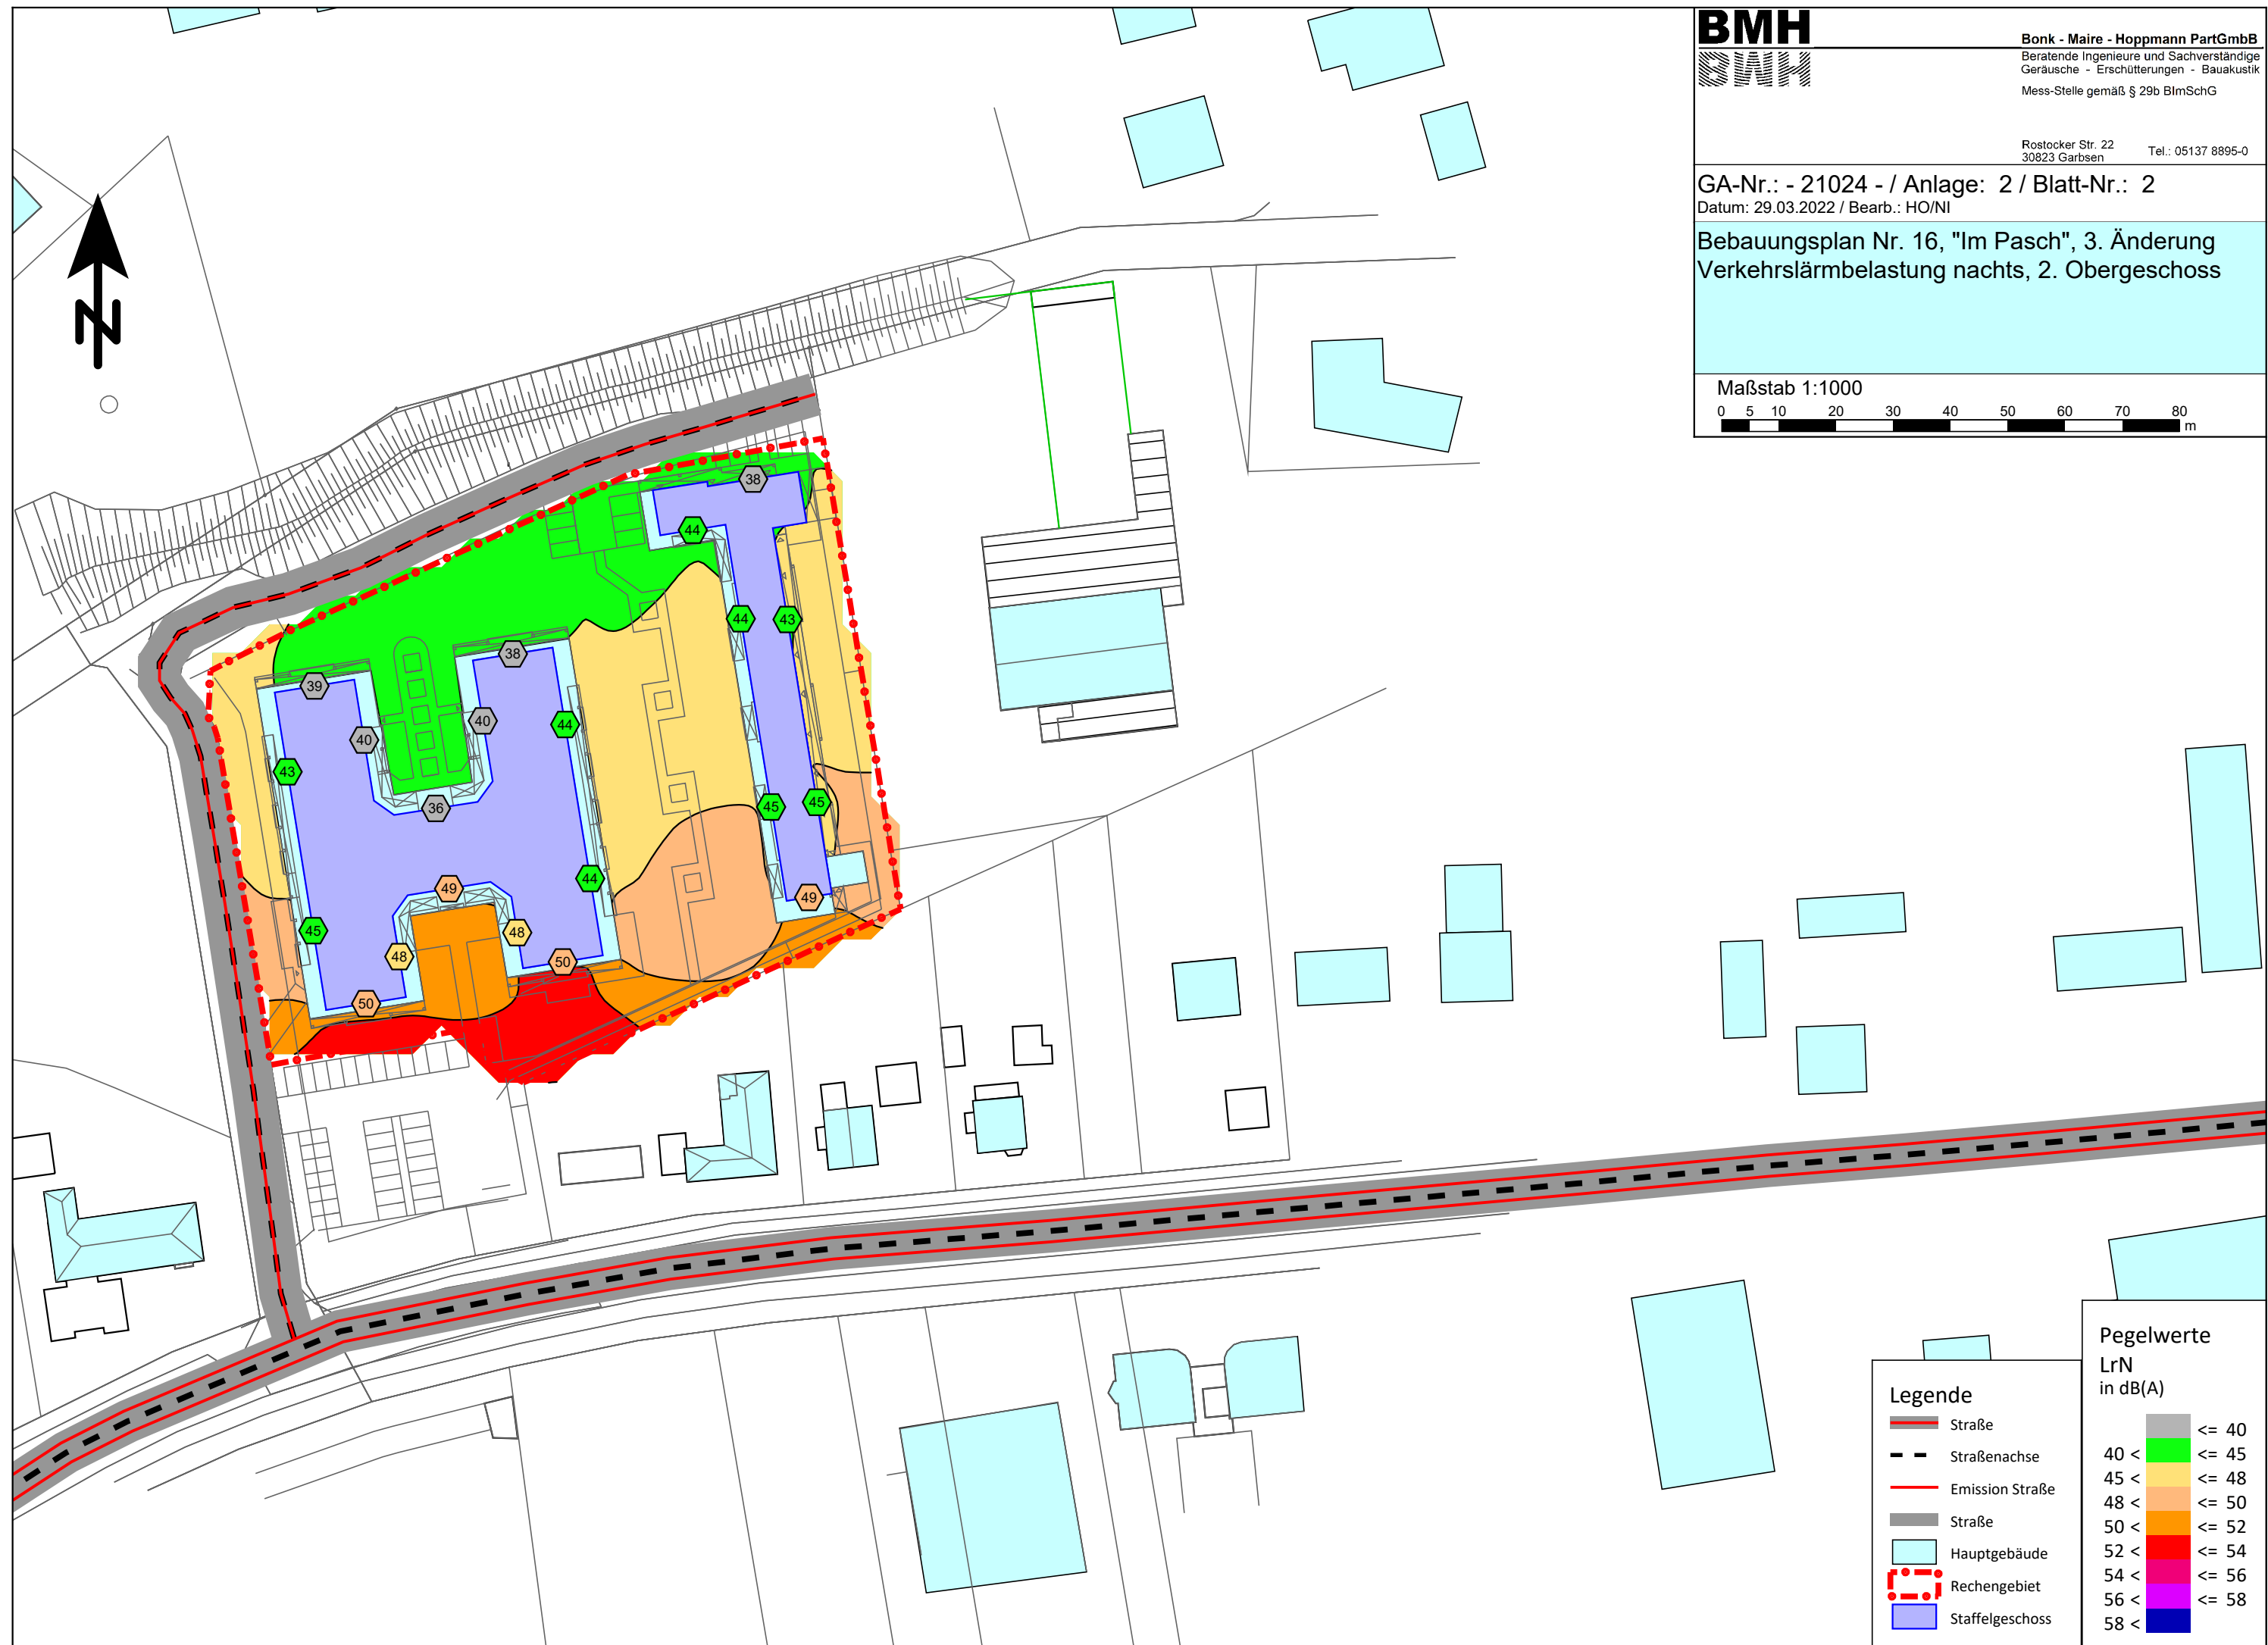 BMH
BMH
Bonk - Maire - Hoppmann PartGmbB
Beratende Ingenieure und Sachverständige
Geräusche - Erschütterungen - Bauakustik
Mess-Stelle gemäß § 29b BImSchG
Rostocker Str. 22
30823 Garbsen Tel.: 05137 8895-0
GA-Nr.: - 21024 - / Anlage: 2 / Blatt-Nr.: 2
Datum: 29.03.2022 / Bearb.: HO/NI
Bebauungsplan Nr. 16, "Im Pasch", 3. Änderung
Verkehrslärmbelastung nachts, 2. Obergeschoss
Maßstab 1:1000
0 5 10 20 30 40 50 60 70 80
m
N
38
44
44 43
38
39
40
40
44
43
36
45 45
44
49
49
45
48
48
50
50
Legende
Straße
Straßenachse
Emission Straße
Straße
Hauptgebäude
Rechengebiet
Staffelgeschoss
Pegelwerte
LrN
in dB(A)
<= 40
40 < <= 45
45 < <= 48
48 < <= 50
50 < <= 52
52 < <= 54
54 < <= 56
56 < <= 58
58 <